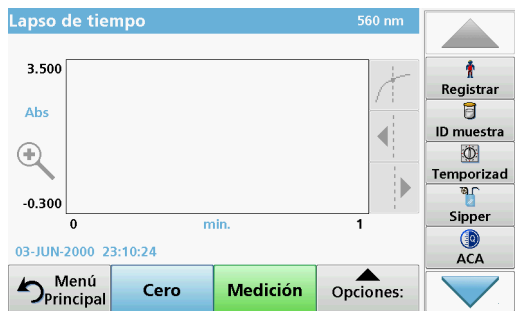 Lapso de tiempo 560 nm
3.500
Abs
-0.300
0 min. 1
03-JUN-2000 23:10:24
Menú Principal
Cero
Medición
Opciones:
Registrar
ID muestra
Temporizad
Sipper
ACA